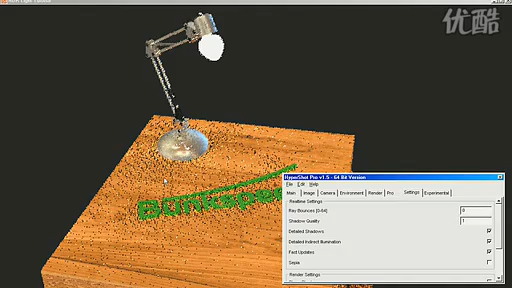 优酷
HyperShot Pro v1.5 - 64 Bit Version
File Edit Help
Main Image Camera Environment Render Pro Settings Experimental
Realtime Settings
Ray Bounces [0-64]
Shadow Quality 1
Detailed Shadows
Detailed Indirect Illumination
Fast Updates
Sepia
Render Settings